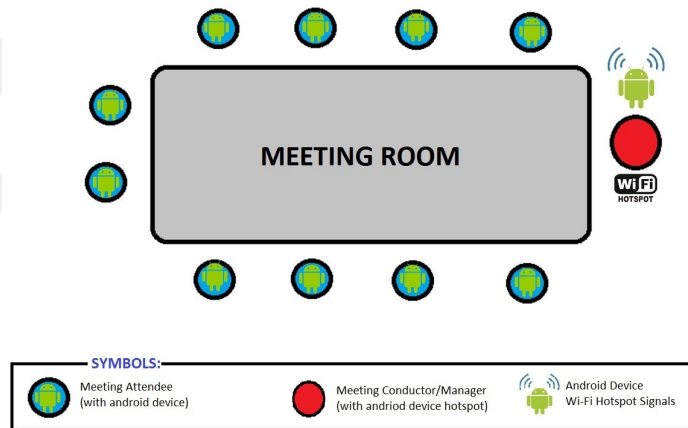 MEETING ROOM
WiFi
HOTSPOT
SYMBOLS:
Meeting Attendee
(with android device)
Meeting Conductor/Manager
(with andriod device hotspot)
Android Device
Wi-Fi Hotspot Signals